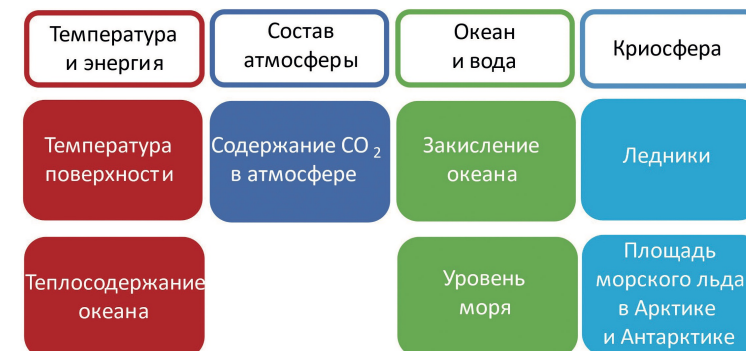 Температура
и энергия
Состав
атмосферы
Океан
и вода
Криосфера
Температура
поверхности
Содержание CO 2
в атмосфере
Закисление
океана
Ледники
Теплосодержание
океана
Уровень
моря
Площадь
морского льда
в Арктике
и Антарктике